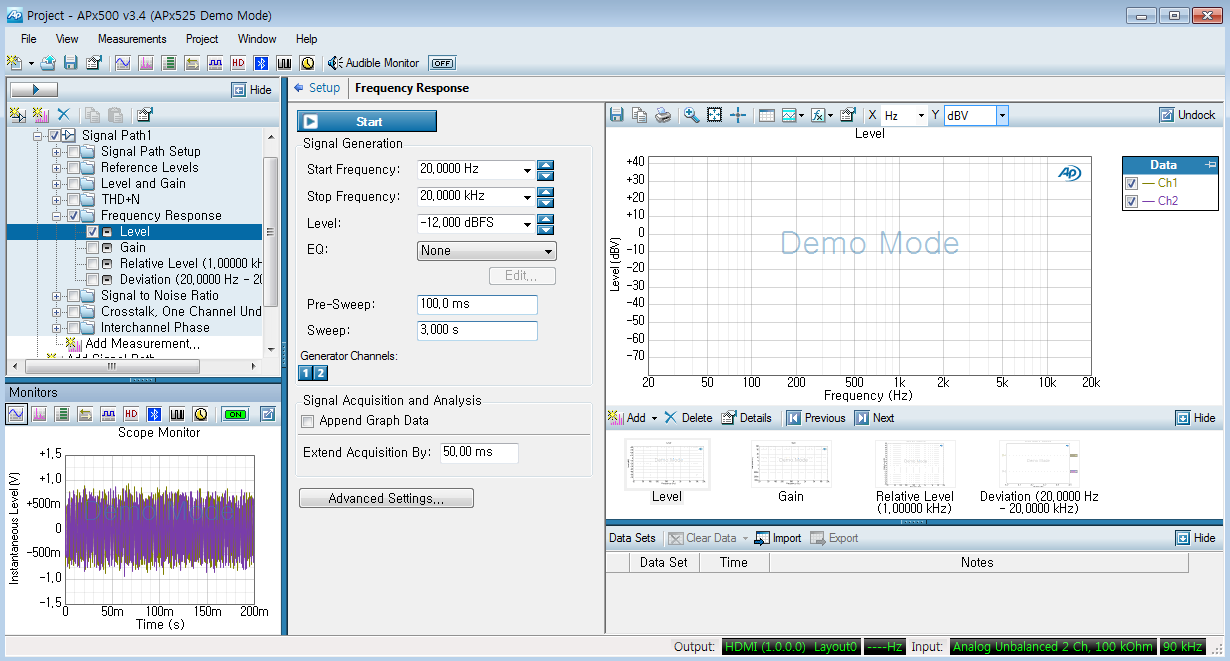 Project - APx500 v3.4 (APx525 Demo Mode)
File View Measurements Project Window Help
HD Audible Monitor OFF
Hide
Signal Path1
Signal Path Setup
Reference Levels
Level and Gain
THD+N
Frequency Response
Level
Gain
Relative Level (1,00000 kH
Deviation (20,0000 Hz - 20
Signal to Noise Ratio
Crosstalk, One Channel Und
Interchannel Phase
Add Measurement...
Add Signal Path
Monitors
HD ON
Scope Monitor
Instantaneous Level (V)
+1,5
+1,0
+500m
0
-500m
-1,0
-1,5
Demo Mode
0 50m 100m 150m 200m
Time (s)
Setup Frequency Response
Start
Signal Generation
Start Frequency: 20,0000 Hz
Stop Frequency: 20,0000 kHz
Level: -12,000 dBFS
EQ: None
Edit...
Pre-Sweep: 100,0 ms
Sweep: 3,000 s
Generator Channels:
1 2
Signal Acquisition and Analysis
Append Graph Data
Extend Acquisition By: 50,00 ms
Advanced Settings...
X Hz Y dBV Undock
Level
Level (dBV)
+40
+30
+20
+10
0
-10
-20
-30
-40
-50
-60
-70
Demo Mode
AP
20 50 100 200 500 1k 2k 5k 10k 20k
Frequency (Hz)
Data
Ch1
Ch2
Add Delete Details Previous Next Hide
Level
Gain
Relative Level
(1,00000 kHz)
Deviation (20,0000 Hz
- 20,0000 kHz)
Data Sets Clear Data Import Export Hide
Data Set Time Notes
Output: HDMI (1.0.0.0) Layout0 ----Hz Input: Analog Unbalanced 2 Ch, 100 kOhm 90 kHz